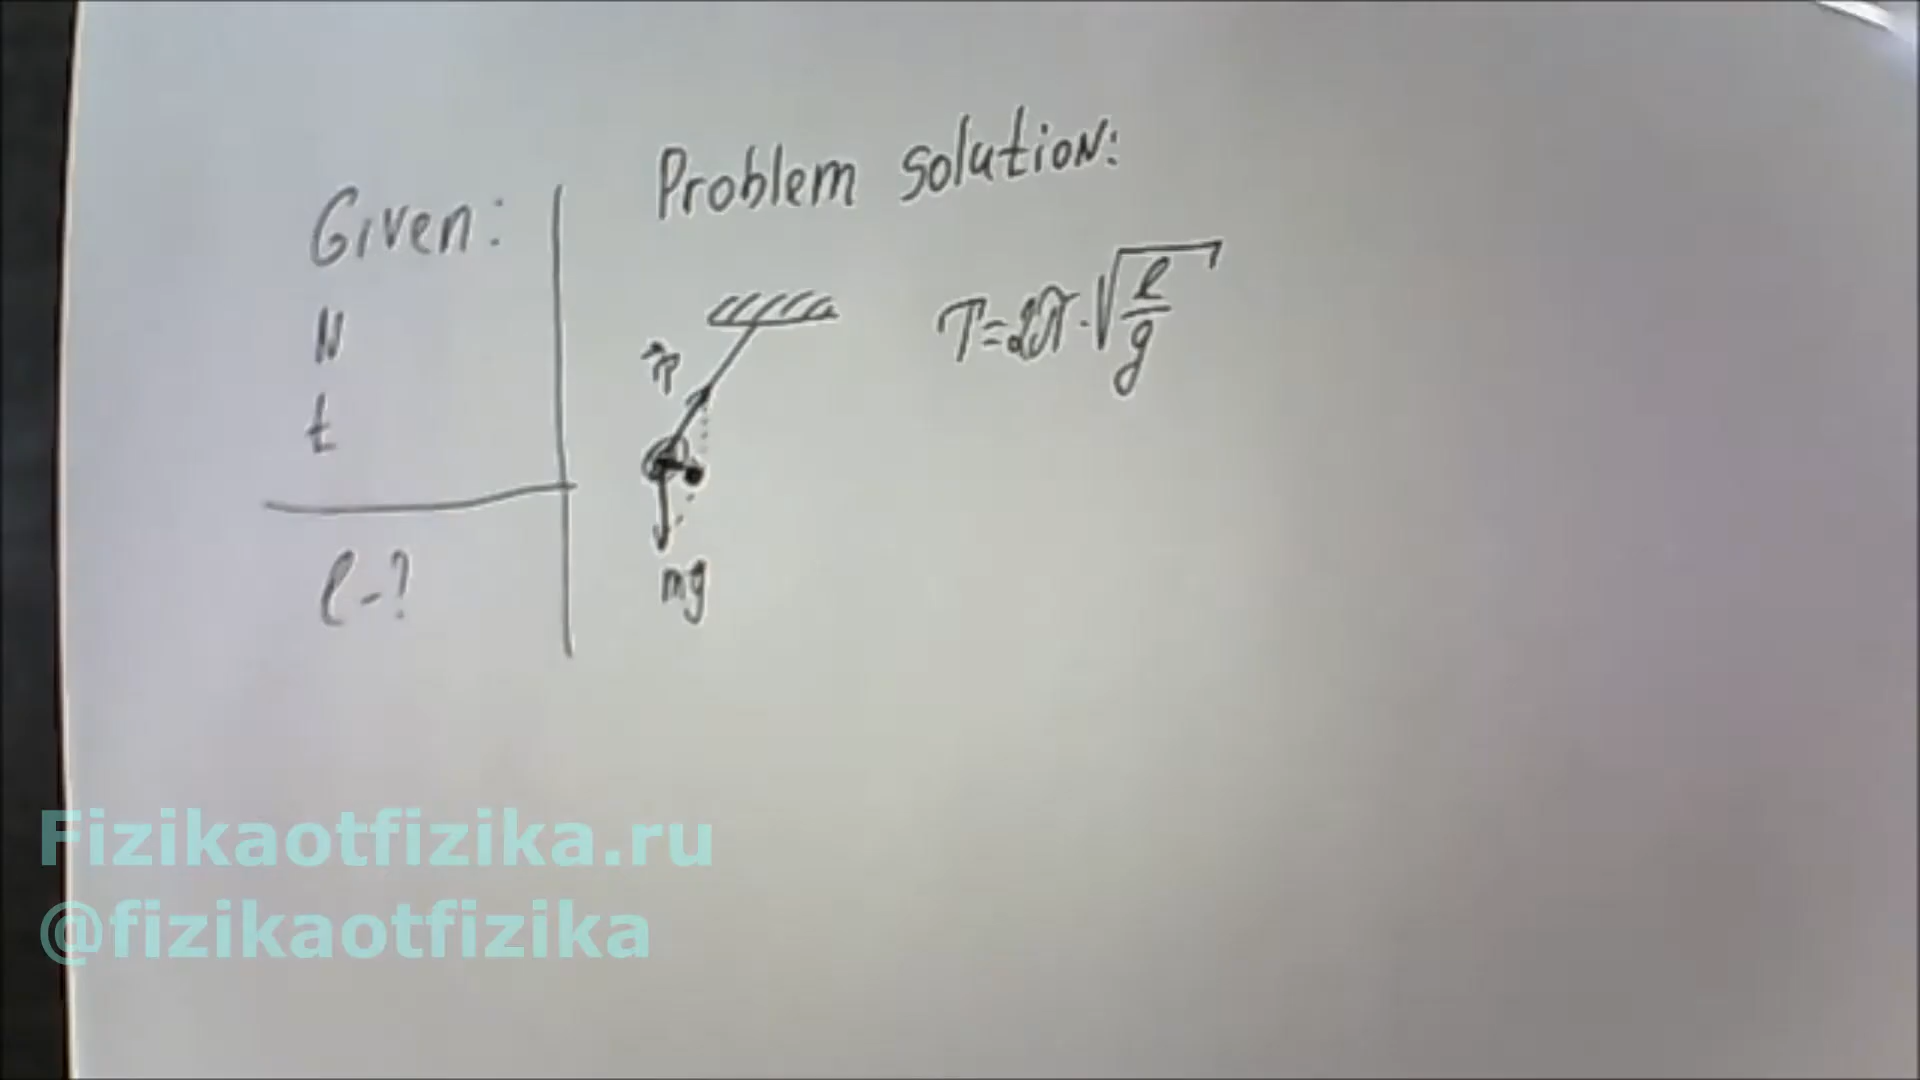 Given:
N
t
l-?
Problem solution:
T=2π·√l/g
mg
Fizikaotfizika.ru
@fizikaotfizika